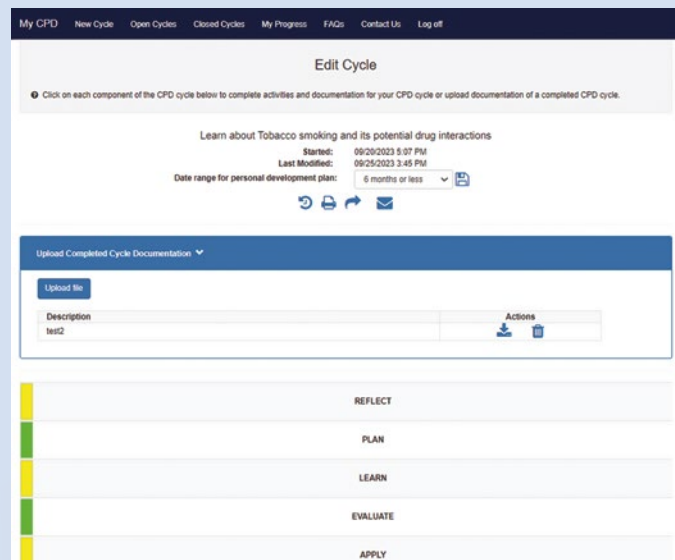 My CPD New Cycle Open Cycles Closed Cycles My Progress FAQs Contact Us Log off
Edit Cycle
Click on each component of the CPD cycle below to complete activities and documentation for your CPD cycle or upload documentation of a completed CPD cycle.
Learn about Tobacco smoking and its potential drug interactions
Started: 09/20/2023 5:07 PM
Last Modified: 09/25/2023 3:45 PM
Date range for personal development plan: 6 months or less
Upload Completed Cycle Documentation
Upload file
Description Actions
test2
REFLECT
PLAN
LEARN
EVALUATE
APPLY